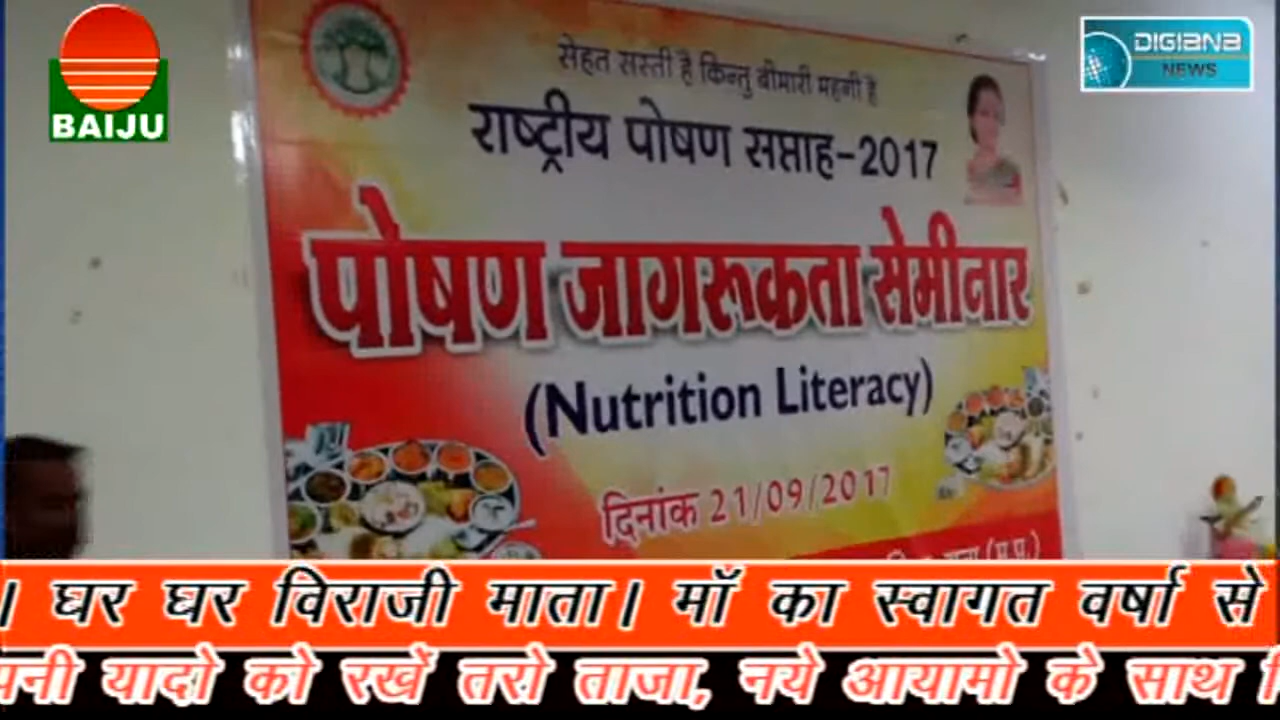 BAIJU
DIGIANA
NEWS
सेहत सस्ती है किन्तु बीमारी महगी है
राष्ट्रीय पोषण सप्ताह-2017
पोषण जागरूकता सेमीनार
(Nutrition Literacy)
दिनांक 21/09/2017
(म.प्र.)
। घर घर विराजी माता। मॉ का स्वागत वर्षा से
यादो को रखें तरो ताजा, नये आयामो के साथ